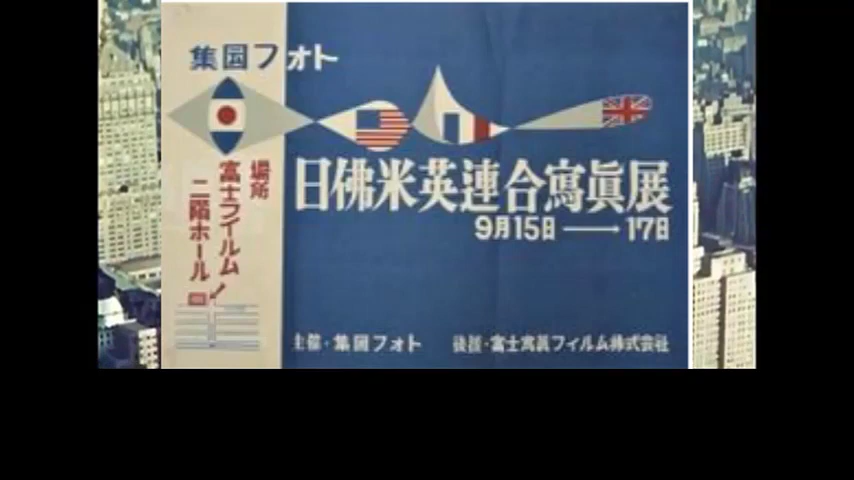 集団フォト
日佛米英連合寫眞展
9月15日→17日
場所
富士フイルム
二階ホール
主催・集団フォト 後援・富士寫眞フィルム株式会社